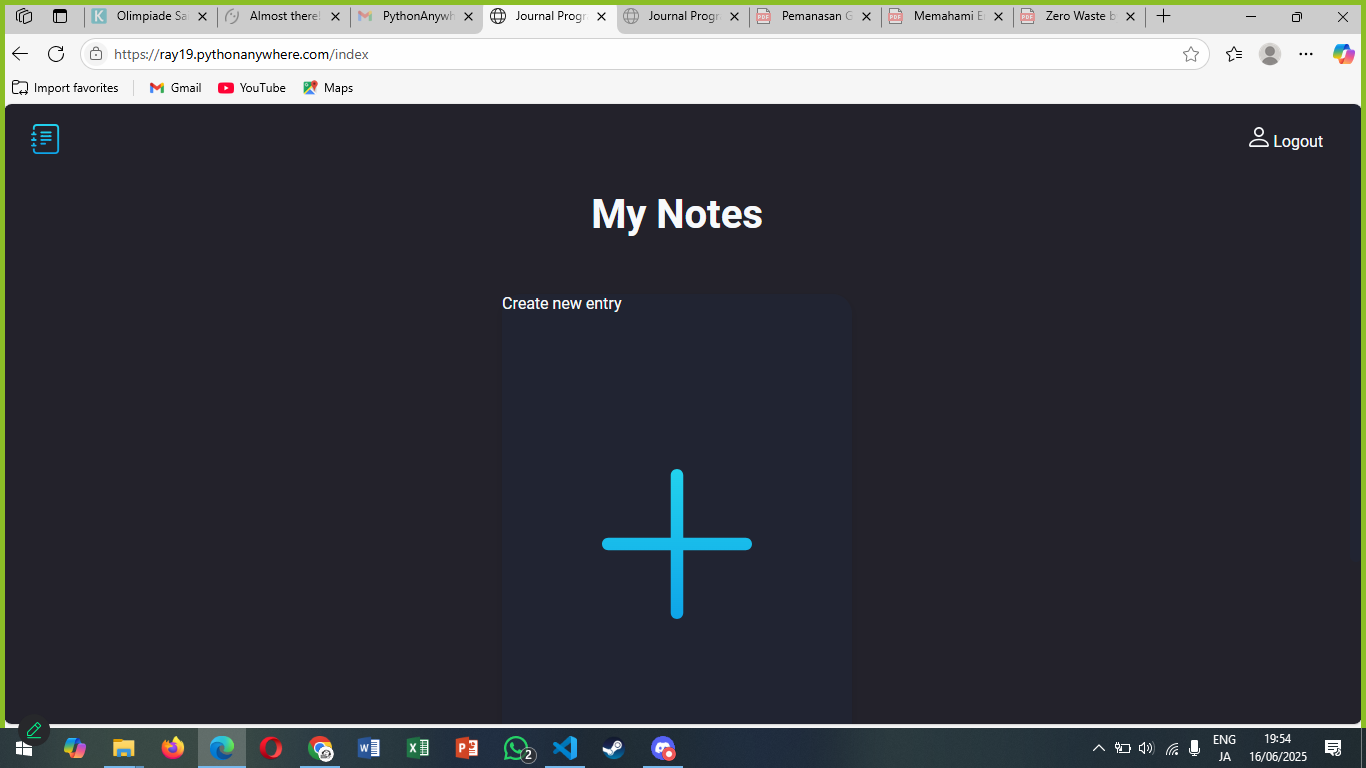 Olimpiade Sa
Almost there!
PythonAnywh
Journal Progr
Journal Progr
Pemanasan G
Memahami E
Zero Waste b
https://ray19.pythonanywhere.com/index
Import favorites
Gmail
YouTube
Maps
Logout
My Notes
Create new entry
2
ENG
JA
19:54
16/06/2025